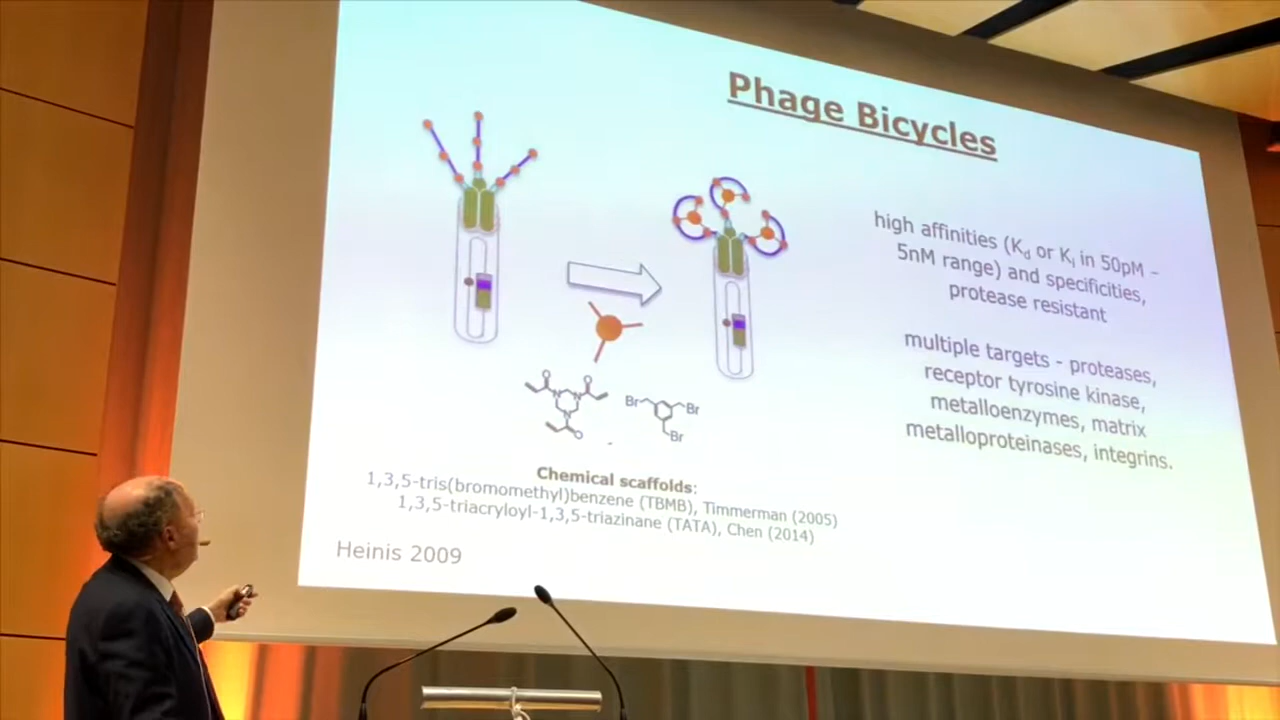 Phage Bicycles
high affinities (Kd or Ki in 50pM –
5nM range) and specificities,
protease resistant
multiple targets - proteases,
receptor tyrosine kinase,
metalloenzymes, matrix
metalloproteinases, integrins.
O
O
N
N
N
O
Br
Br
Br
Chemical scaffolds:
1,3,5-tris(bromomethyl)benzene (TBMB), Timmerman (2005)
1,3,5-triacryloyl-1,3,5-triazinane (TATA), Chen (2014)
Heinis 2009